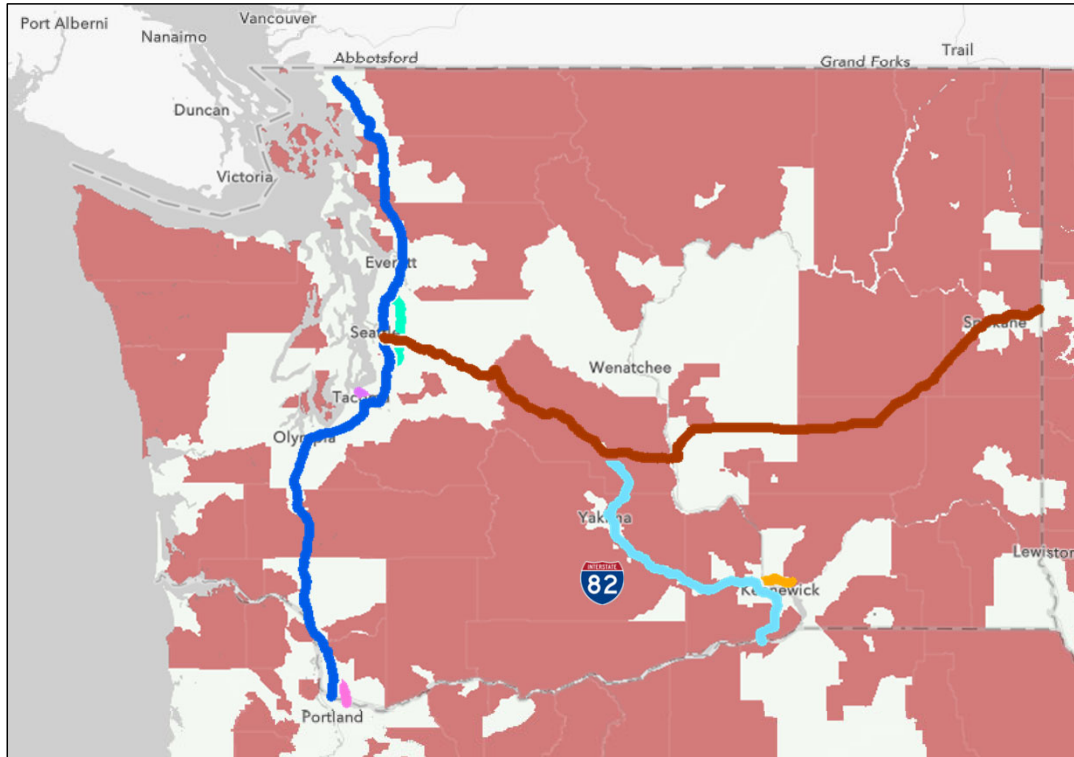 Vancouver
Port Alberni
Nanaimo
Trail
Abbotsford
Grand Forks
Duncan
Victoria
Everett
Seattle
Spokane
Wenatchee
Tacoma
Olympia
Yakima
Lewiston
INTERSTATE
82
Kennewick
Portland